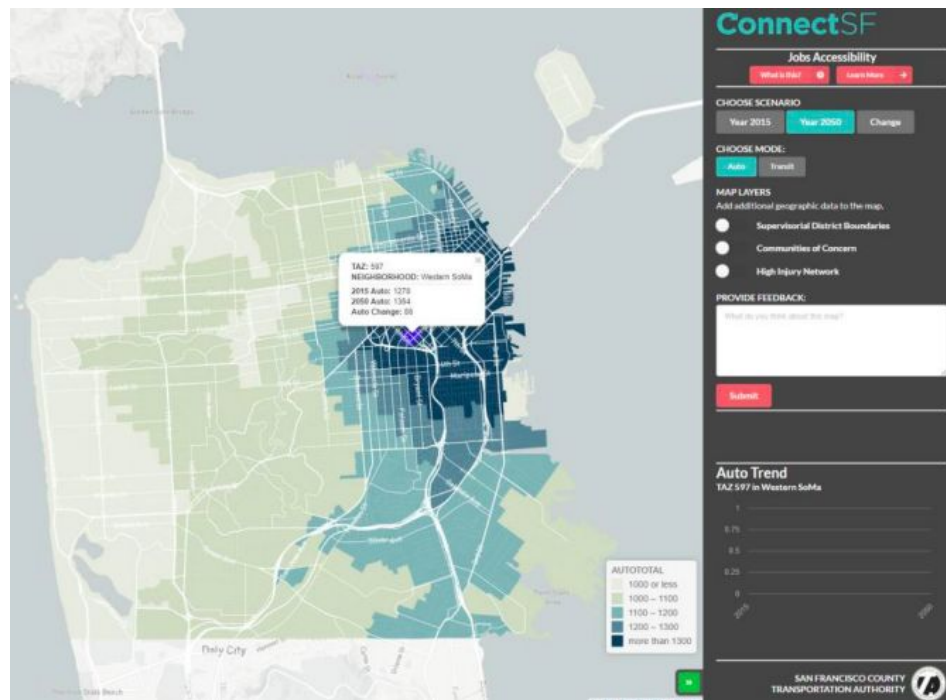 ConnectSF
Jobs Accessibility
What is this?
Learn More
CHOOSE SCENARIO
Year 2015
Year 2050
Change
CHOOSE MODE:
Auto
Transit
MAP LAYERS
Add additional geographic data to the map.
Supervisorial District Boundaries
Communities of Concern
High Injury Network
PROVIDE FEEDBACK:
What do you think about the map?
Submit
Auto Trend
TAZ 597 in Western SoMa
1
0.75
0.5
0.25
0
2015
2050
SAN FRANCISCO COUNTY
TRANSPORTATION AUTHORITY
TAZ: 597
NEIGHBORHOOD: Western SoMa
2015 Auto: 1278
2050 Auto: 1364
Auto Change: 86
AUTOTOTAL
1000 or less
1000 – 1100
1100 – 1200
1200 – 1300
more than 1300
Daly City